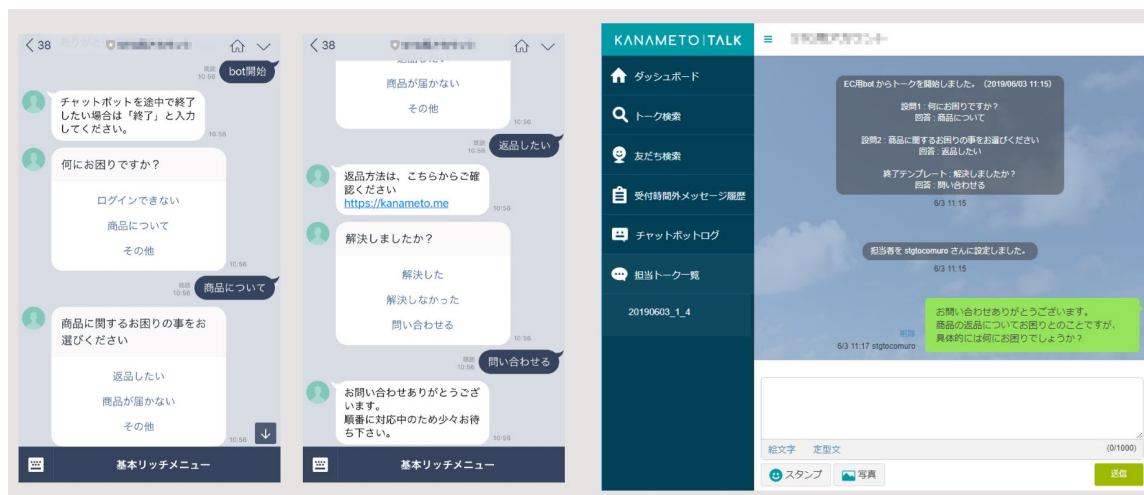 38
既読
10:56
bot開始
チャットボットを途中で終了
したい場合は「終了」と入力
してください。
10:56
何にお困りですか？
ログインできない
商品について
その他
10:56
既読
10:56
商品について
商品に関するお困りの事をお
選びください
返品したい
商品が届かない
その他
10:56
基本リッチメニュー
38
商品が届かない
その他
10:56
既読
10:56
返品したい
返品方法は、こちらからご確
認ください
https://kanameto.me
10:56
解決しましたか？
解決した
解決しなかった
問い合わせる
10:56
既読
10:56
問い合わせる
お問い合わせありがとうござ
います。
順番に対応中のため少々お待
ち下さい。
10:56
基本リッチメニュー
KANAMETO|TALK
ダッシュボード
トーク検索
友だち検索
受付時間外メッセージ履歴
チャットボットログ
担当トーク一覧
20190603_1_4
EC用bot からトークを開始しました。（2019/06/03 11:15）
設問1 : 何にお困りですか？
回答 : 商品について
設問2 : 商品に関するお困りの事をお選びください
回答 : 返品したい
終了テンプレート : 解決しましたか？
回答 : 問い合わせる
6/3 11:15
担当者を stgtocomuro さんに設定しました。
6/3 11:15
お問い合わせありがとうございます。
商品の返品についてお困りとのことですが、
具体的には何にお困りでしょうか？
削除
6/3 11:17 stgtocomuro
絵文字 定型文
(0/1000)
スタンプ
写真
送信